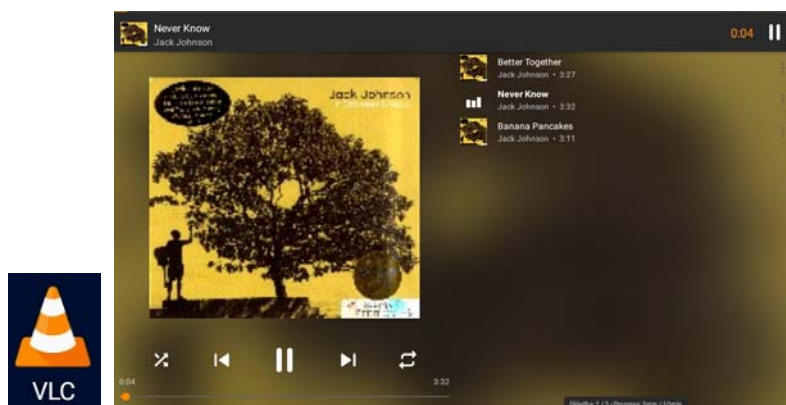 Never Know
Jack Johnson
0:04
Jack Johnson
Better Together
Jack Johnson • 3:27
Never Know
Jack Johnson • 3:32
Banana Pancakes
Jack Johnson • 3:11
0:04
3:32
VLC